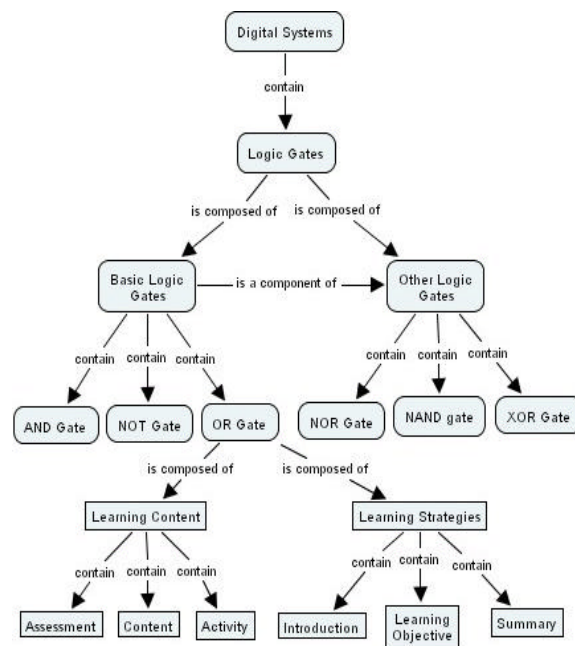 Digital Systems
contain
Logic Gates
is composed of
is composed of
Basic Logic
Gates
is a component of
Other Logic
Gates
contain
contain
contain
contain
contain
contain
AND Gate
NOT Gate
OR Gate
NOR Gate
NAND gate
XOR Gate
is composed of
is composed of
Learning Content
Learning Strategies
contain
contain
contain
contain
contain
contain
Assessment
Content
Activity
Introduction
Learning
Objective
Summary